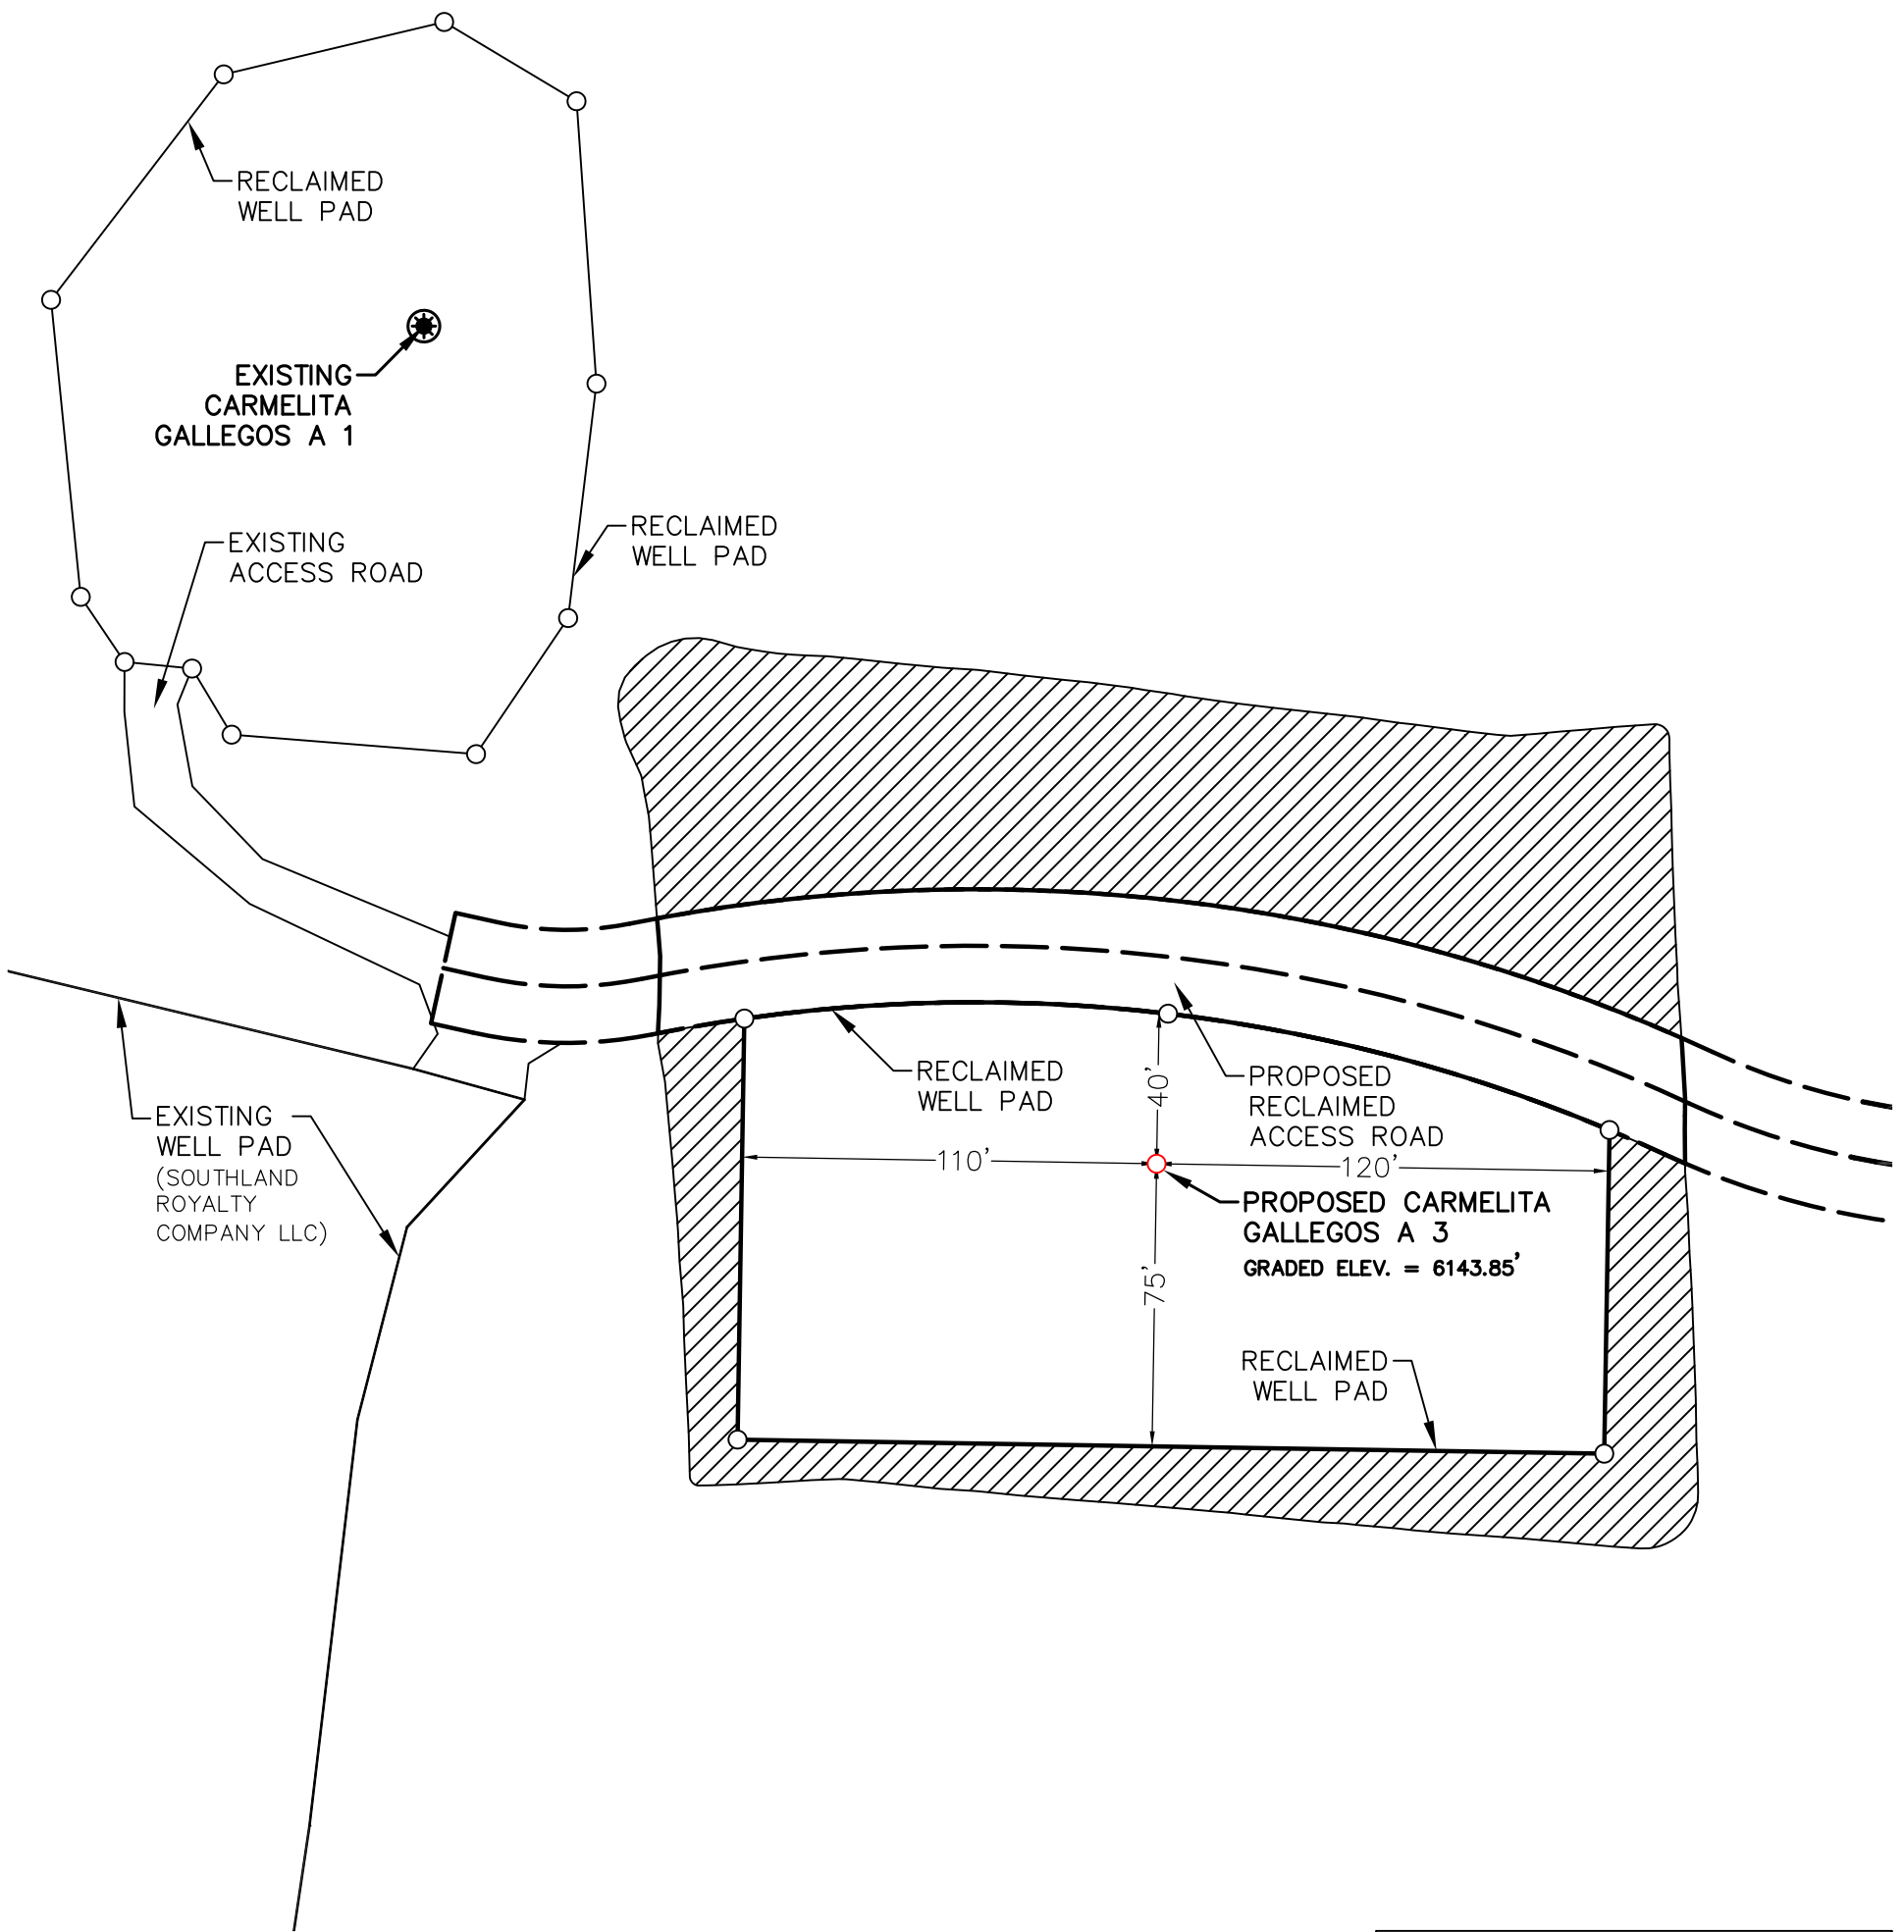 RECLAIMED
WELL PAD
EXISTING
CARMELITA
GALLEGOS A 1
EXISTING
ACCESS ROAD
RECLAIMED
WELL PAD
RECLAIMED
WELL PAD
40'
PROPOSED
RECLAIMED
ACCESS ROAD
EXISTING
WELL PAD
(SOUTHLAND
ROYALTY
COMPANY LLC)
110'
120'
PROPOSED CARMELITA
GALLEGOS A 3
GRADED ELEV. = 6143.85'
75'
RECLAIMED
WELL PAD